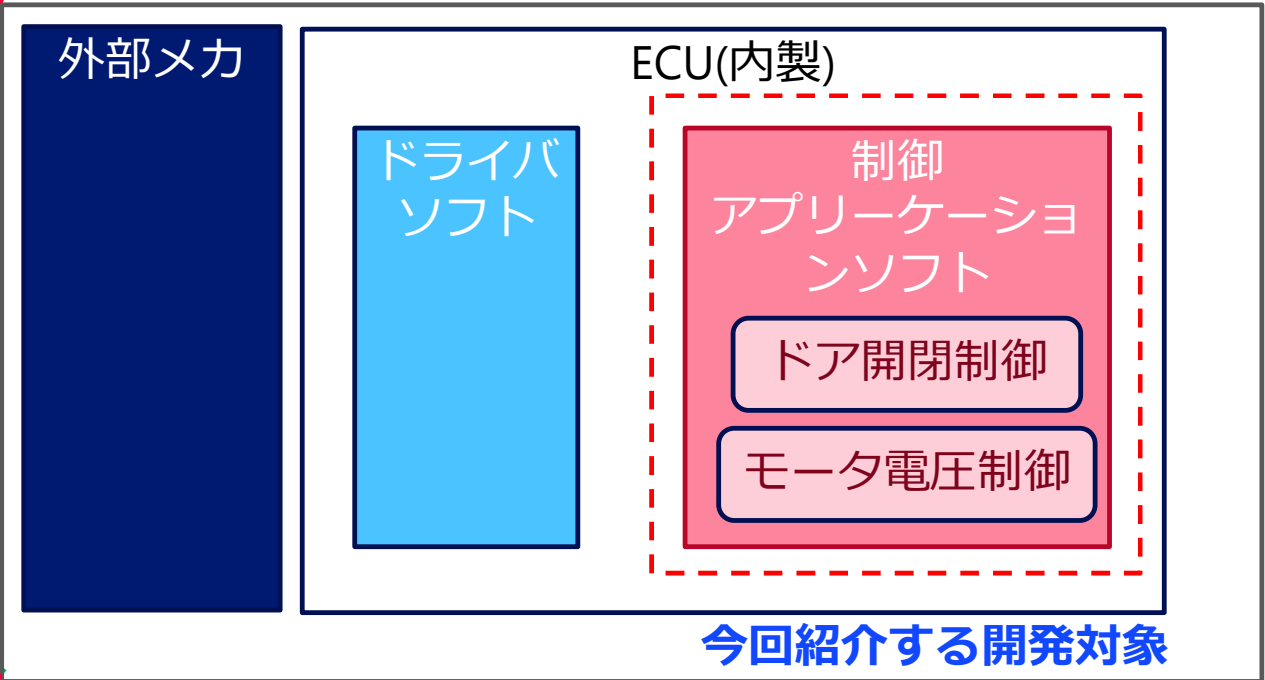 外部メカ
ECU(内製)
ドライバ
ソフト
制御
アプリーケーショ
ンソフト
ドア開閉制御
モータ電圧制御
今回紹介する開発対象